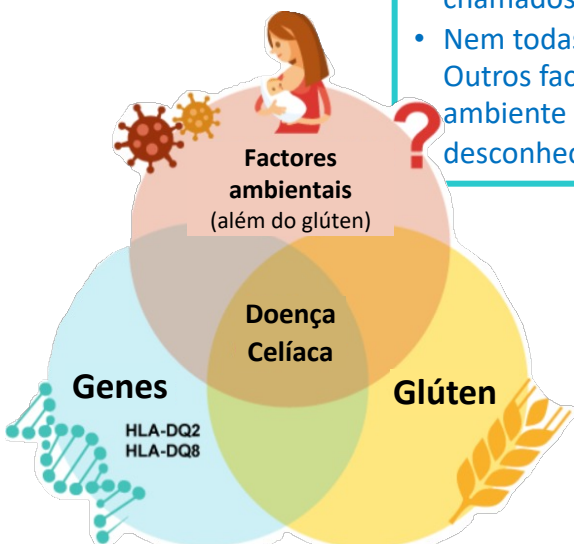 chamados
• Nem todas
Outros fac
ambiente
desconhec
?
Factores
ambientais
(além do glúten)
Doença
Celíaca
Genes
Glúten
HLA-DQ2
HLA-DQ8